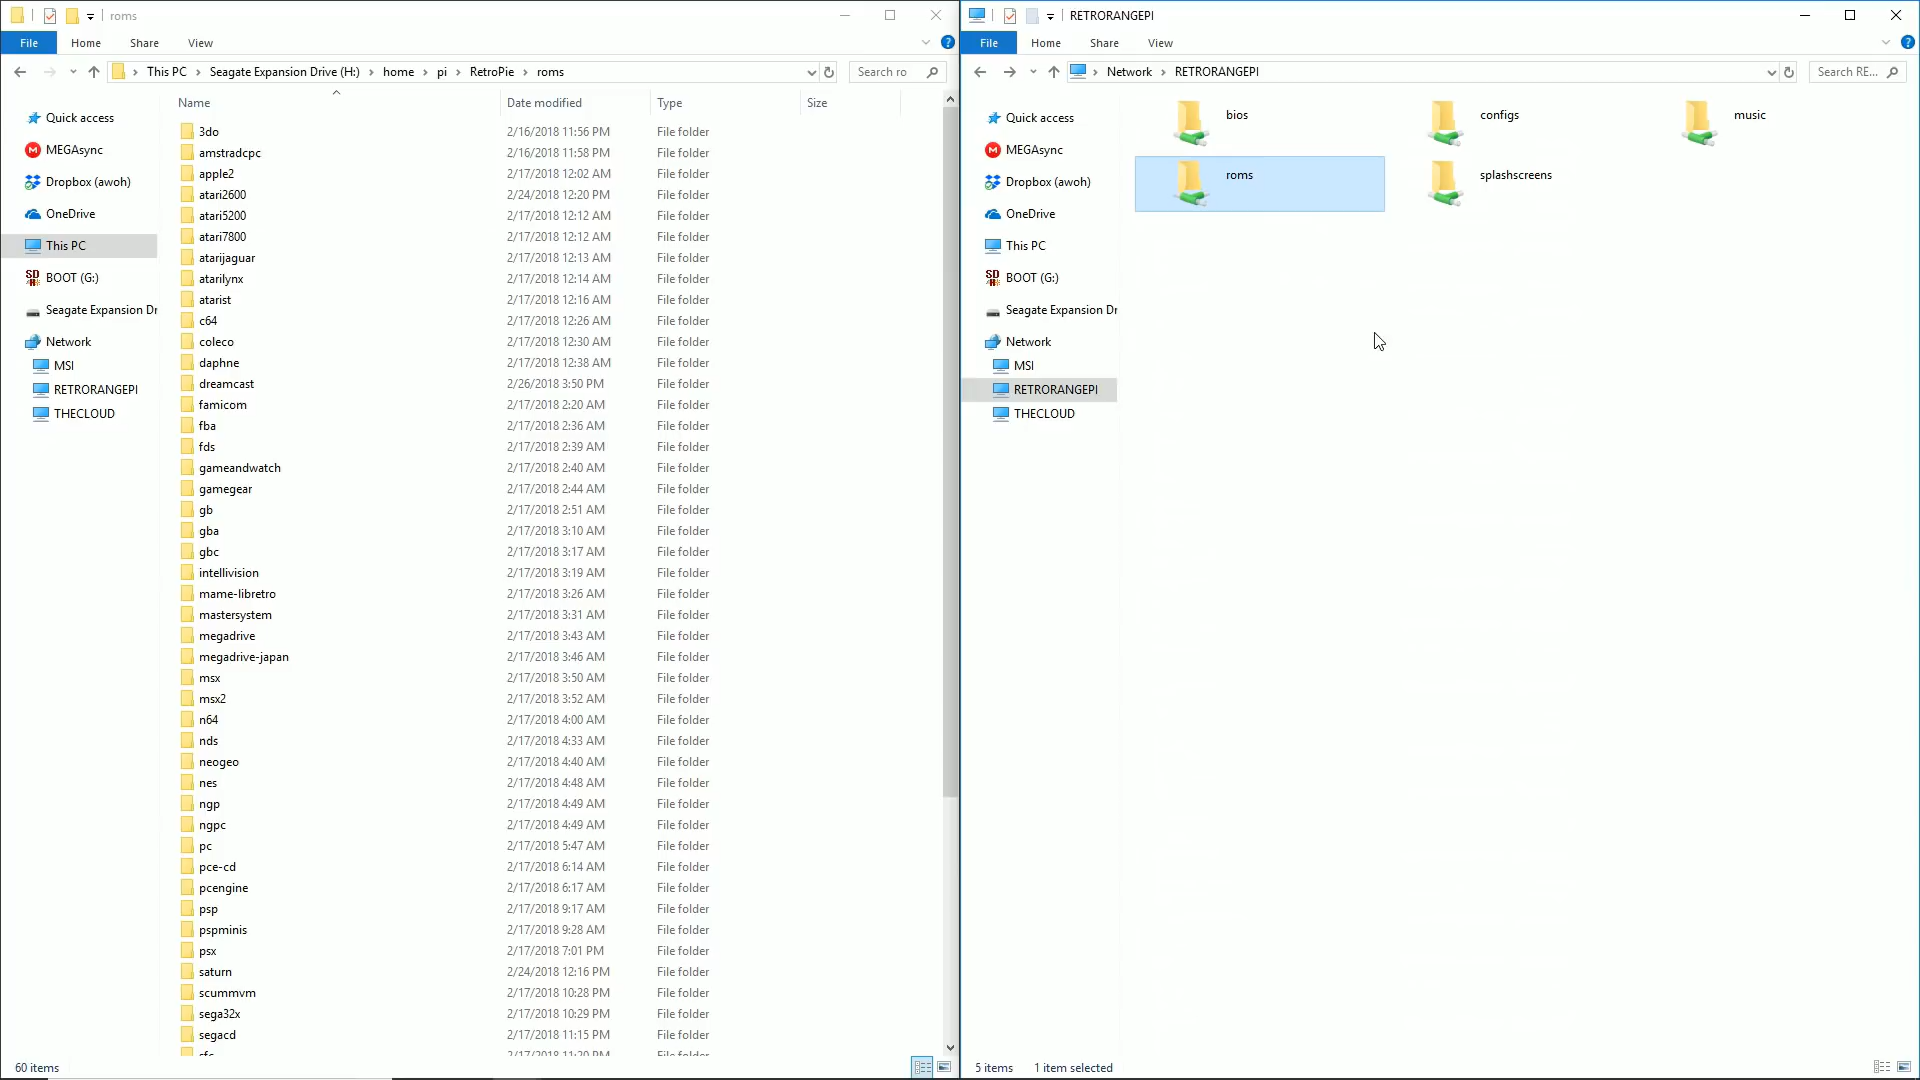 roms
File Home Share View
This PC > Seagate Expansion Drive (H:) > home > pi > RetroPie > roms
Search ro
Quick access
MEGAsync
Dropbox (awoh)
OneDrive
This PC
BOOT (G:)
Seagate Expansion Dr
Network
MSI
RETRORANGEPI
THECLOUD
Name Date modified Type Size
3do 2/16/2018 11:56 PM File folder
amstradcpc 2/16/2018 11:58 PM File folder
apple2 2/17/2018 12:02 AM File folder
atari2600 2/24/2018 12:20 PM File folder
atari5200 2/17/2018 12:12 AM File folder
atari7800 2/17/2018 12:12 AM File folder
atarijaguar 2/17/2018 12:13 AM File folder
atarilynx 2/17/2018 12:14 AM File folder
atarist 2/17/2018 12:16 AM File folder
c64 2/17/2018 12:26 AM File folder
coleco 2/17/2018 12:30 AM File folder
daphne 2/17/2018 12:38 AM File folder
dreamcast 2/26/2018 3:50 PM File folder
famicom 2/17/2018 2:20 AM File folder
fba 2/17/2018 2:36 AM File folder
fds 2/17/2018 2:39 AM File folder
gameandwatch 2/17/2018 2:40 AM File folder
gamegear 2/17/2018 2:44 AM File folder
gb 2/17/2018 2:51 AM File folder
gba 2/17/2018 3:10 AM File folder
gbc 2/17/2018 3:17 AM File folder
intellivision 2/17/2018 3:19 AM File folder
mame-libretro 2/17/2018 3:26 AM File folder
mastersystem 2/17/2018 3:31 AM File folder
megadrive 2/17/2018 3:43 AM File folder
megadrive-japan 2/17/2018 3:46 AM File folder
msx 2/17/2018 3:50 AM File folder
msx2 2/17/2018 3:52 AM File folder
n64 2/17/2018 4:00 AM File folder
nds 2/17/2018 4:33 AM File folder
neogeo 2/17/2018 4:40 AM File folder
nes 2/17/2018 4:48 AM File folder
ngp 2/17/2018 4:49 AM File folder
ngpc 2/17/2018 4:49 AM File folder
pc 2/17/2018 5:47 AM File folder
pce-cd 2/17/2018 6:14 AM File folder
pcengine 2/17/2018 6:17 AM File folder
psp 2/17/2018 9:17 AM File folder
pspminis 2/17/2018 9:28 AM File folder
psx 2/17/2018 7:01 PM File folder
saturn 2/24/2018 12:16 PM File folder
scummvm 2/17/2018 10:28 PM File folder
sega32x 2/17/2018 10:29 PM File folder
segacd 2/17/2018 11:15 PM File folder
60 items
RETRORANGEPI
File Home Share View
Network > RETRORANGEPI
Search RE...
Quick access
MEGAsync
Dropbox (awoh)
OneDrive
This PC
BOOT (G:)
Seagate Expansion Dr
Network
MSI
RETRORANGEPI
THECLOUD
bios configs music
roms splashscreens
5 items 1 item selected